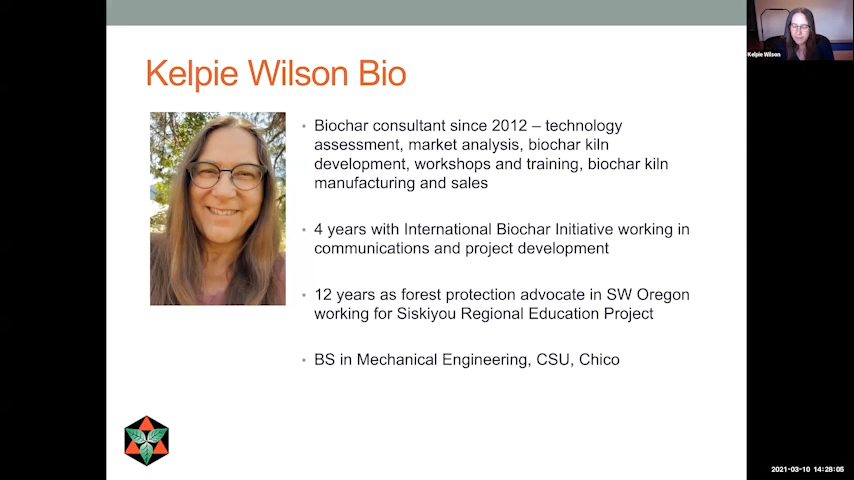 Kelpie Wilson Bio
Kelpie Wilson
• Biochar consultant since 2012 – technology
assessment, market analysis, biochar kiln
development, workshops and training, biochar kiln
manufacturing and sales
• 4 years with International Biochar Initiative working in
communications and project development
• 12 years as forest protection advocate in SW Oregon
working for Siskiyou Regional Education Project
• BS in Mechanical Engineering, CSU, Chico
2021-03-10 14:28:05